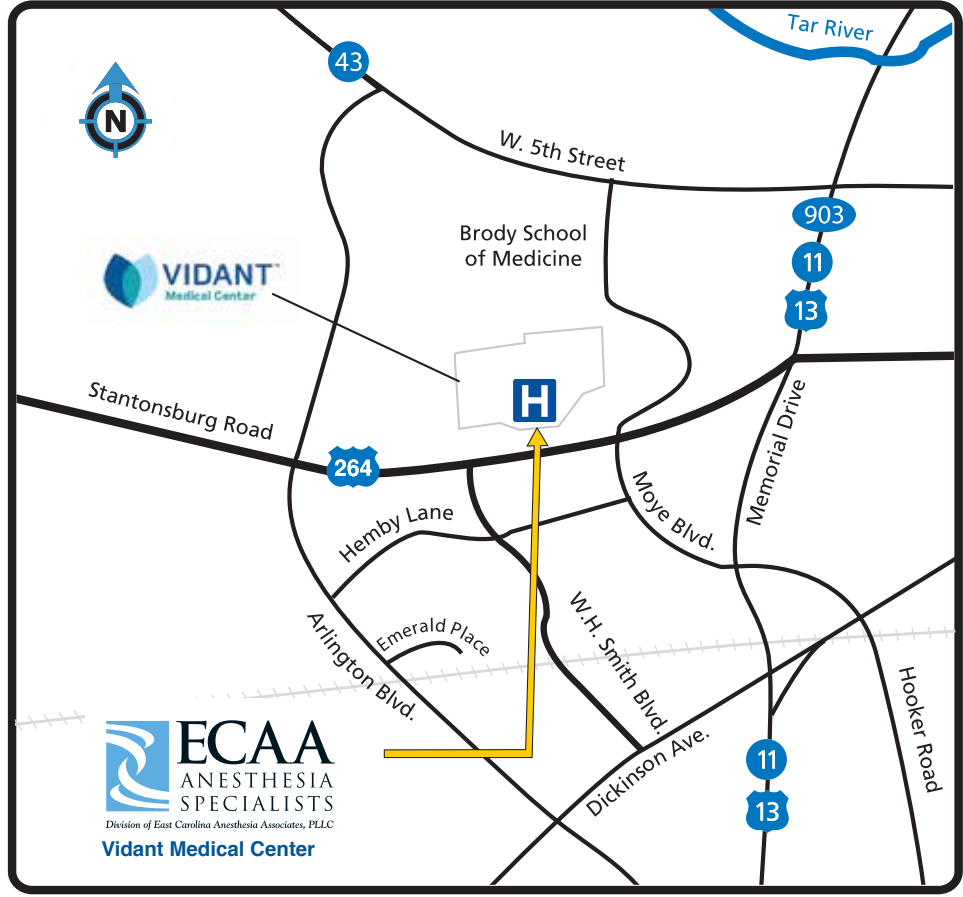 Tar River
43
N
W. 5th Street
903
Brody School
of Medicine
11
VIDANT™
Medical Center
13
Stantonsburg Road
H
264
Memorial Drive
Moye Blvd.
Hemby Lane
W.H. Smith Blvd.
Emerald Place
Arlington Blvd.
Hooker Road
ECAA
ANESTHESIA
SPECIALISTS
Division of East Carolina Anesthesia Associates, PLLC
Vidant Medical Center
Dickinson Ave.
11
13